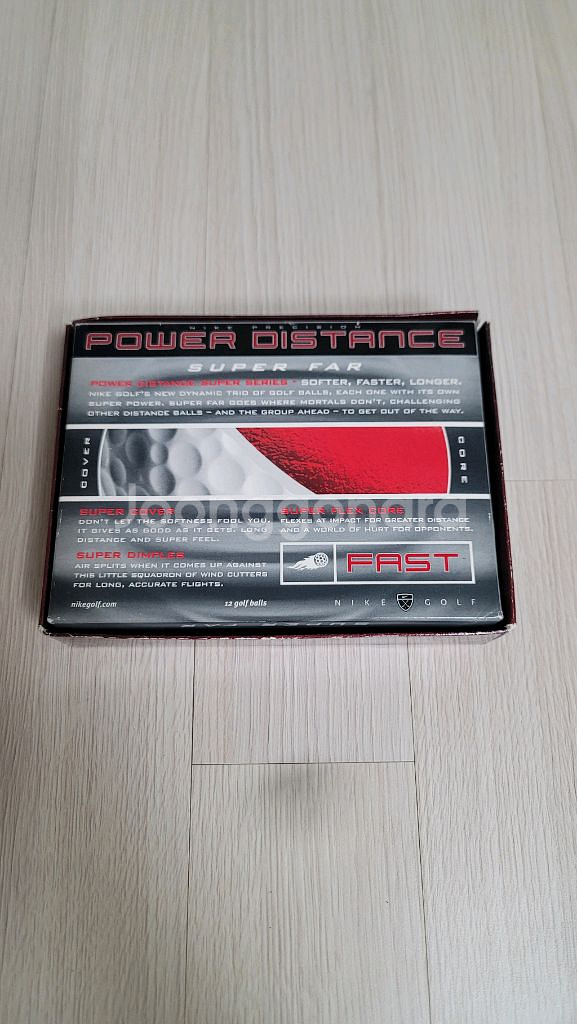 NIKE PRECISION
POWER DISTANCE
SUPER FAR
POWER DISTANCE SUPER SERIES - SOFTER, FASTER, LONGER.
NIKE GOLF'S NEW DYNAMIC TRIO OF GOLF BALLS, EACH ONE WITH ITS OWN
SUPER POWER. SUPER FAR GOES WHERE MORTALS DON'T, CHALLENGING
OTHER DISTANCE BALLS – AND THE GROUP AHEAD – TO GET OUT OF THE WAY.
COVER
CORE
SUPER COVER
DON'T LET THE SOFTNESS FOOL YOU.
IT GIVES AS GOOD AS IT GETS. LONG
DISTANCE AND SUPER FEEL.
SUPER FLEX CORE
FLEXES AT IMPACT FOR GREATER DISTANCE
AND A WORLD OF HURT FOR OPPONENTS.
SUPER DIMPLES
AIR SPLITS WHEN IT COMES UP AGAINST
THIS LITTLE SQUADRON OF WIND CUTTERS
FOR LONG, ACCURATE FLIGHTS.
FAST
nikegolf.com
12 golf balls
NIKE GOLF